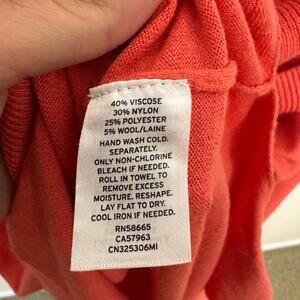 40% VISCOSE
30% NYLON
25% POLYESTER
5% WOOL/LAINE
HAND WASH COLD.
SEPARATELY.
ONLY NON-CHLORINE
BLEACH IF NEEDED.
ROLL IN TOWEL TO
REMOVE EXCESS
MOISTURE. RESHAPE.
LAY FLAT TO DRY.
COOL IRON IF NEEDED.
RN58665
CA57963
CN325306MI